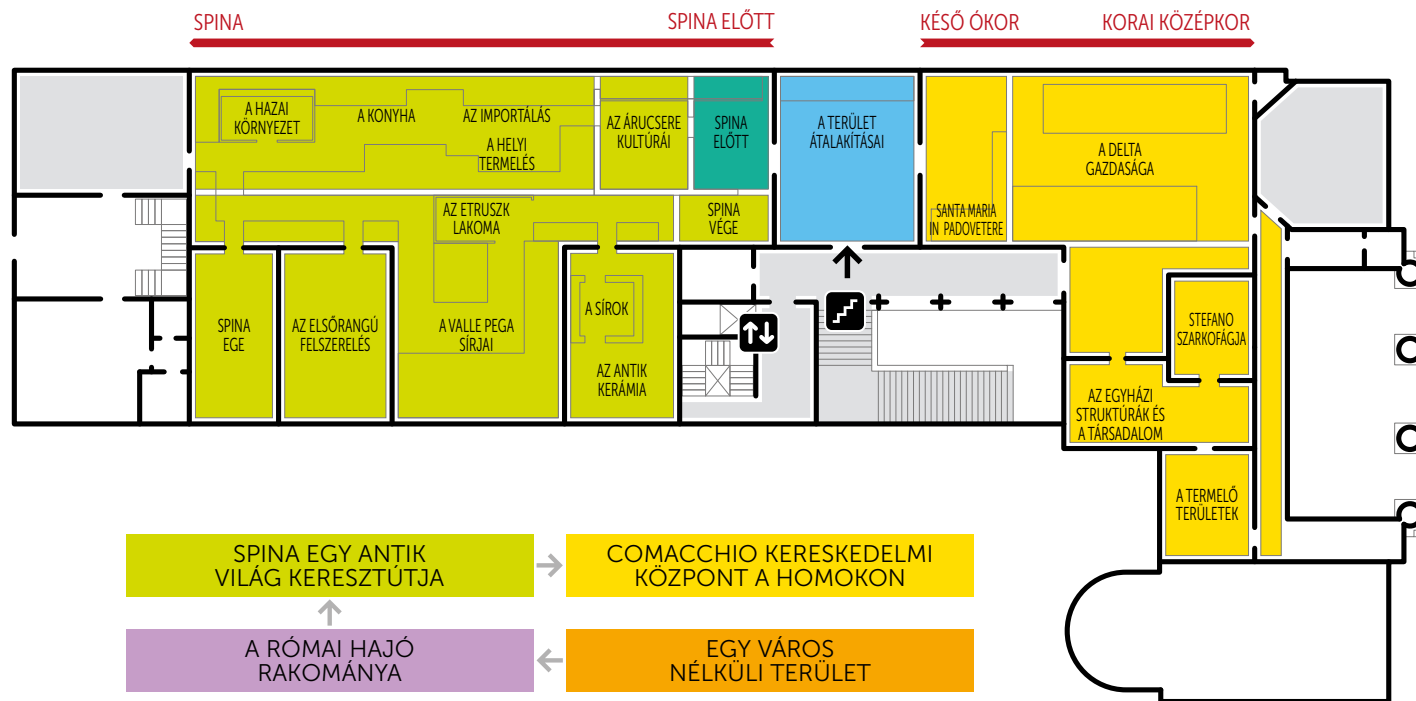 SPINA
SPINA ELŐTT
KÉSŐ ÓKOR
KORAI KÖZÉPKOR
A HAZAI
KÖRNYEZET
A KONYHA
AZ IMPORTÁLÁS
A HELYI
TERMELÉS
AZ ÁRUCSERE
KULTÚRÁI
SPINA
ELŐTT
A TERÜLET
ÁTALAKÍTÁSAI
SANTA MARIA
IN PADOVETERE
A DELTA
GAZDASÁGA
AZ ETRUSZK
LAKOMA
SPINA
VÉGE
SPINA
EGE
AZ ELSŐRANGÚ
FELSZERELÉS
A VALLE PEGA
SÍRJAI
A SÍROK
AZ ANTIK
KERÁMIA
STEFANO
SZARKOFÁGJA
AZ EGYHÁZI
STRUKTÚRÁK ÉS
A TÁRSADALOM
A TERMELŐ
TERÜLETEK
SPINA EGY ANTIK
VILÁG KERESZTÚTJA
COMACCHIO KERESKEDELMI
KÖZPONT A HOMOKON
A RÓMAI HAJÓ
RAKOMÁNYA
EGY VÁROS
NÉLKÜLI TERÜLET